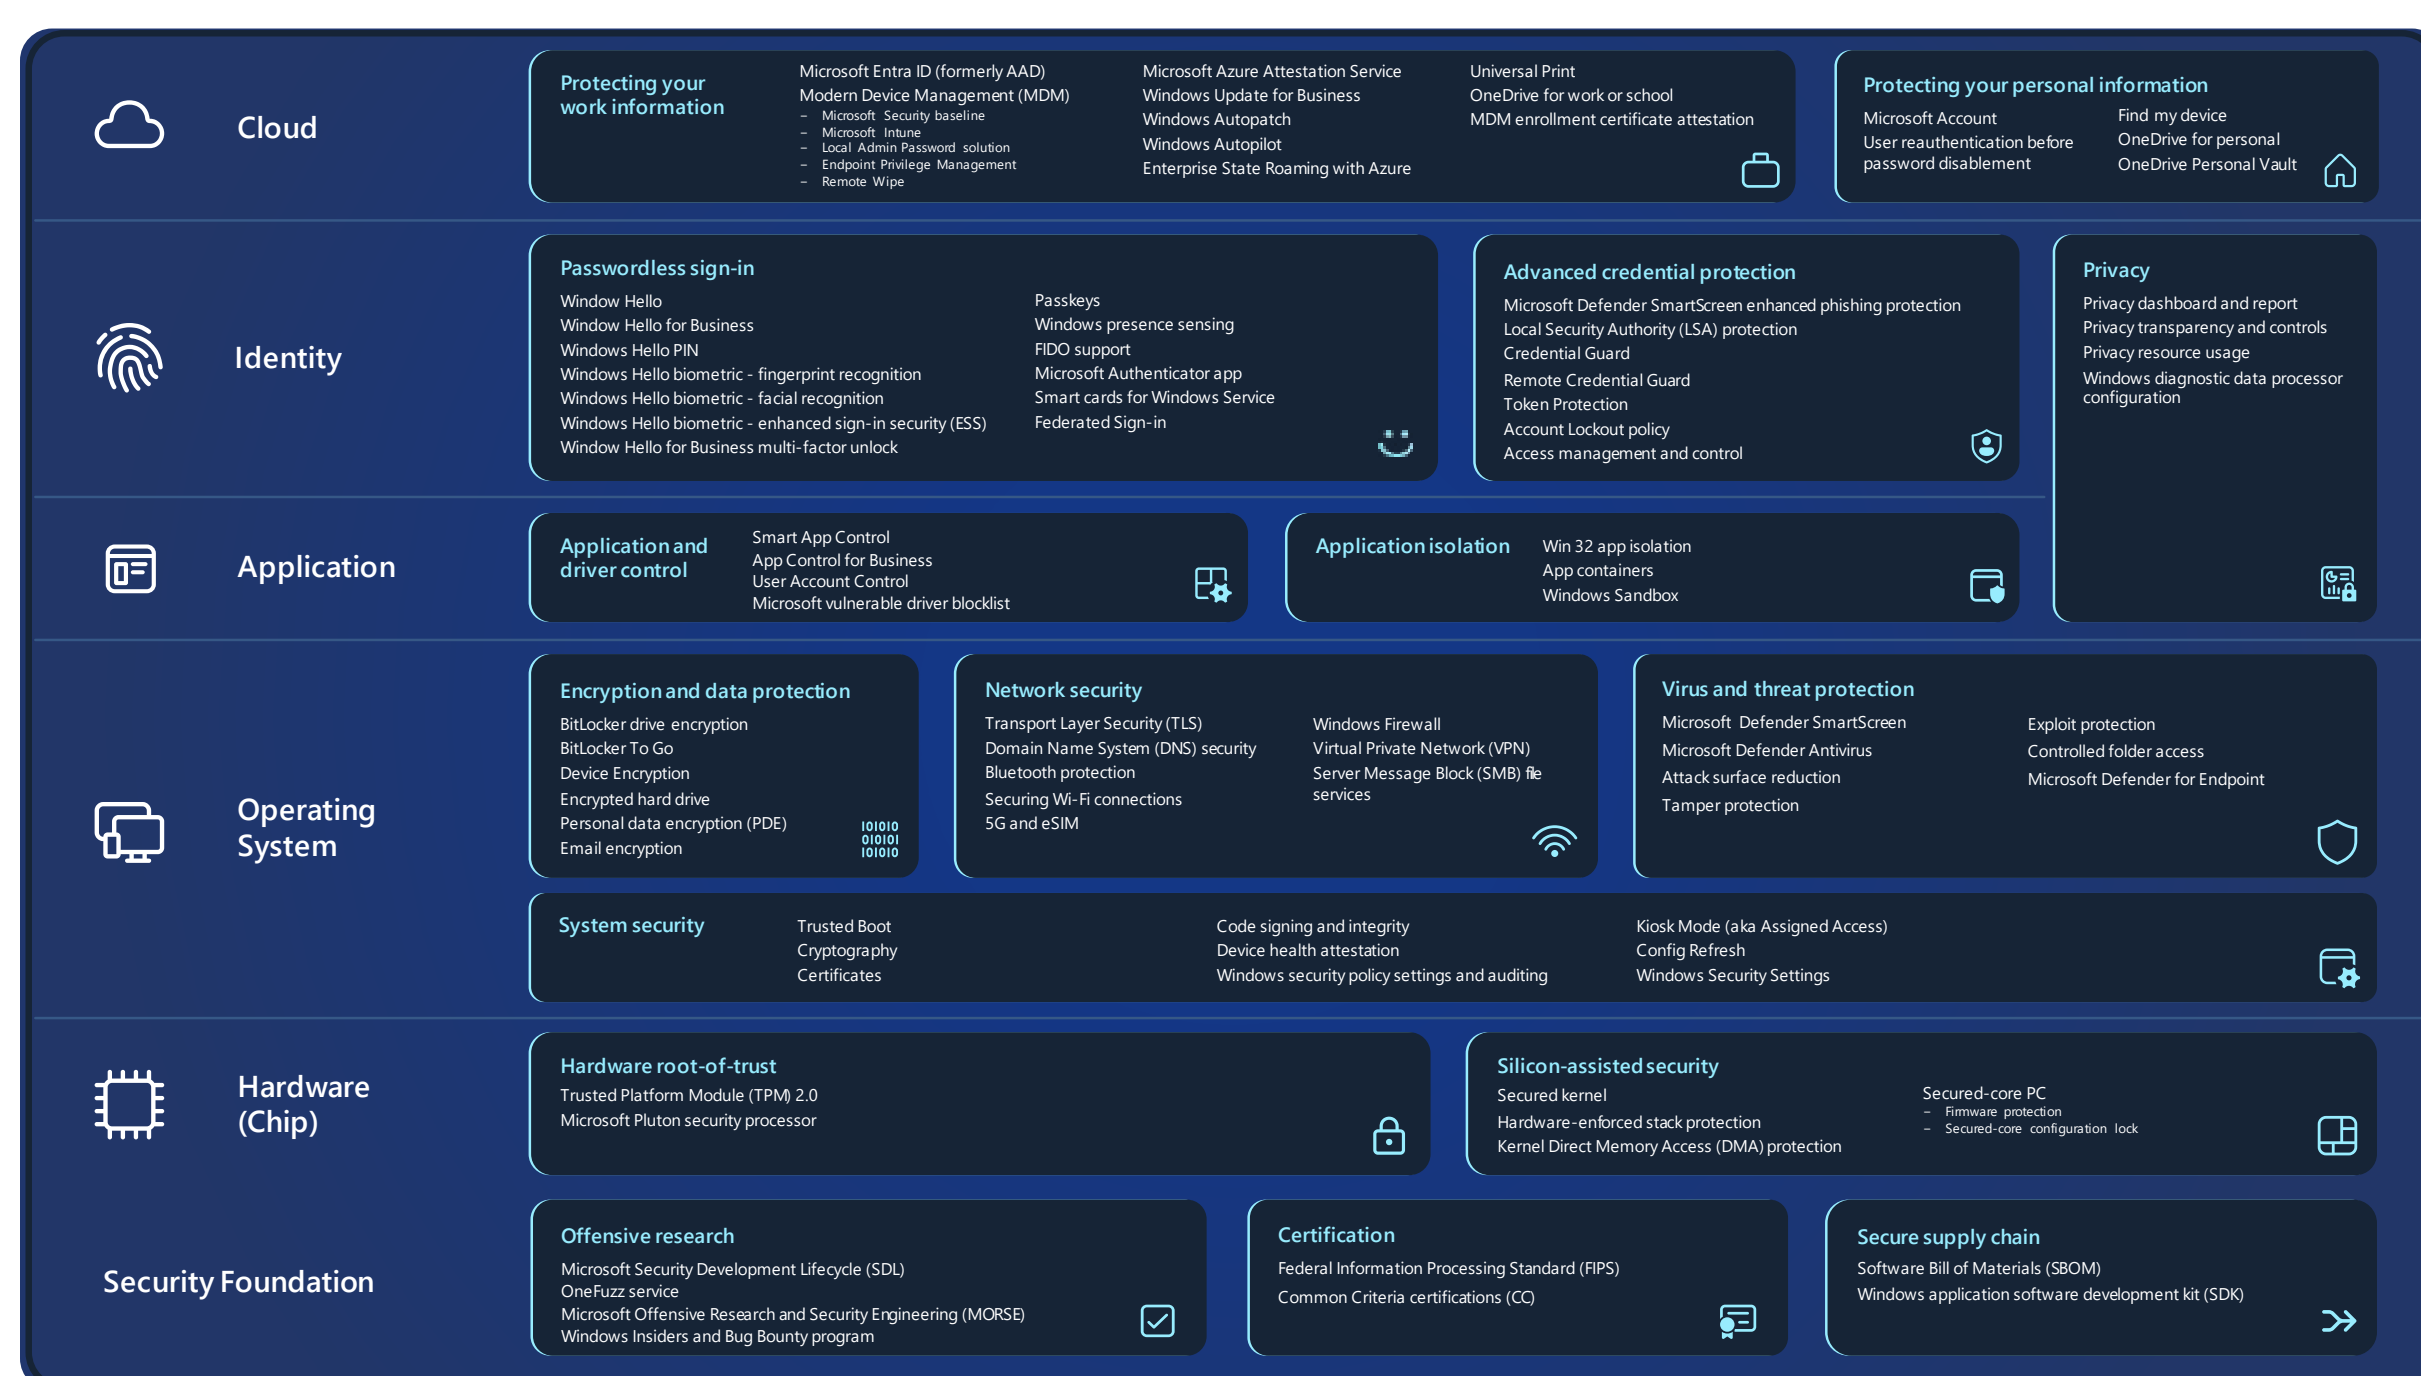 Cloud
Protecting your
work information
Microsoft Entra ID (formerly AAD)
Modern Device Management (MDM)
– Microsoft Security baseline
– Microsoft Intune
– Local Admin Password solution
– Endpoint Privilege Management
– Remote Wipe
Microsoft Azure Attestation Service
Windows Update for Business
Windows Autopatch
Windows Autopilot
Enterprise State Roaming with Azure
Universal Print
OneDrive for work or school
MDM enrollment certificate attestation
Protecting your personal information
Microsoft Account
User reauthentication before
password disablement
Find my device
OneDrive for personal
OneDrive Personal Vault
Identity
Passwordless sign-in
Window Hello
Window Hello for Business
Windows Hello PIN
Windows Hello biometric - fingerprint recognition
Windows Hello biometric - facial recognition
Windows Hello biometric - enhanced sign-in security (ESS)
Window Hello for Business multi-factor unlock
Passkeys
Windows presence sensing
FIDO support
Microsoft Authenticator app
Smart cards for Windows Service
Federated Sign-in
Advanced credential protection
Microsoft Defender SmartScreen enhanced phishing protection
Local Security Authority (LSA) protection
Credential Guard
Remote Credential Guard
Token Protection
Account Lockout policy
Access management and control
Privacy
Privacy dashboard and report
Privacy transparency and controls
Privacy resource usage
Windows diagnostic data processor
configuration
Application
Application and
driver control
Smart App Control
App Control for Business
User Account Control
Microsoft vulnerable driver blocklist
Application isolation
Win 32 app isolation
App containers
Windows Sandbox
Operating
System
Encryption and data protection
BitLocker drive encryption
BitLocker To Go
Device Encryption
Encrypted hard drive
Personal data encryption (PDE)
Email encryption
101010
010101
101010
Network security
Transport Layer Security (TLS)
Domain Name System (DNS) security
Bluetooth protection
Securing Wi-Fi connections
5G and eSIM
Windows Firewall
Virtual Private Network (VPN)
Server Message Block (SMB) file
services
Virus and threat protection
Microsoft Defender SmartScreen
Microsoft Defender Antivirus
Attack surface reduction
Tamper protection
Exploit protection
Controlled folder access
Microsoft Defender for Endpoint
System security
Trusted Boot
Cryptography
Certificates
Code signing and integrity
Device health attestation
Windows security policy settings and auditing
Kiosk Mode (aka Assigned Access)
Config Refresh
Windows Security Settings
Hardware
(Chip)
Hardware root-of-trust
Trusted Platform Module (TPM) 2.0
Microsoft Pluton security processor
Silicon-assisted security
Secured kernel
Hardware-enforced stack protection
Kernel Direct Memory Access (DMA) protection
Secured-core PC
– Firmware protection
– Secured-core configuration lock
Security Foundation
Offensive research
Microsoft Security Development Lifecycle (SDL)
OneFuzz service
Microsoft Offensive Research and Security Engineering (MORSE)
Windows Insiders and Bug Bounty program
Certification
Federal Information Processing Standard (FIPS)
Common Criteria certifications (CC)
Secure supply chain
Software Bill of Materials (SBOM)
Windows application software development kit (SDK)